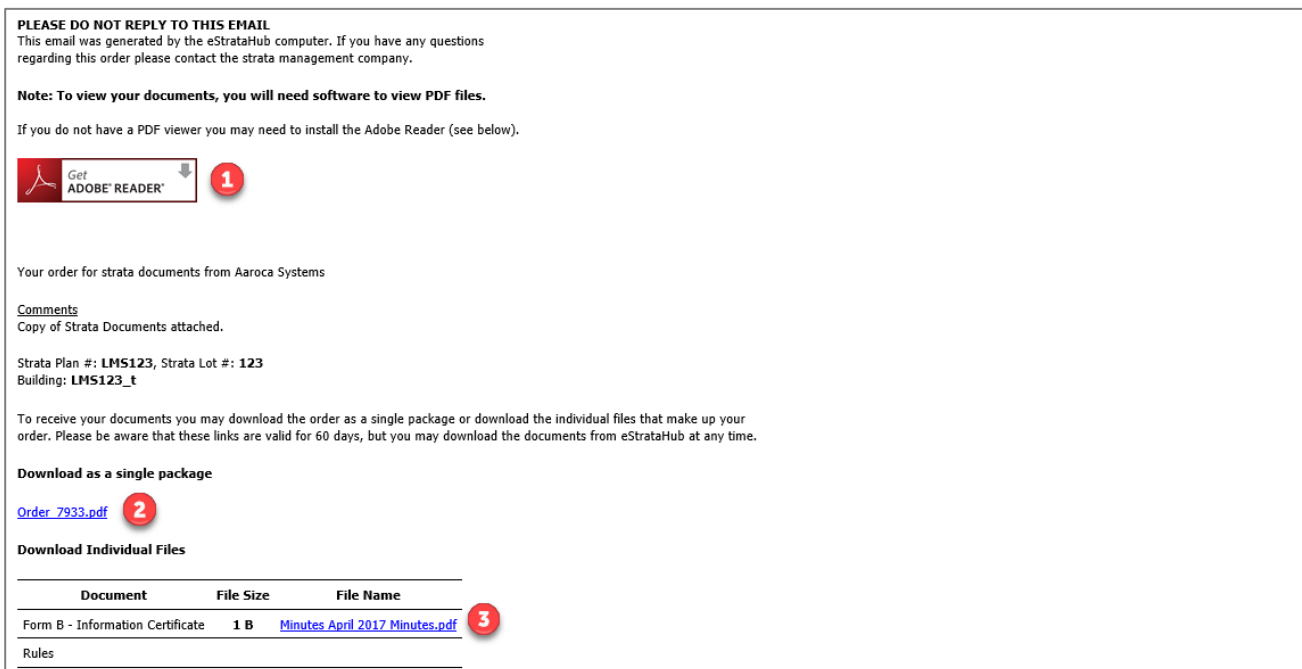 PLEASE DO NOT REPLY TO THIS EMAIL
This email was generated by the eStrataHub computer. If you have any questions
regarding this order please contact the strata management company.
Note: To view your documents, you will need software to view PDF files.
If you do not have a PDF viewer you may need to install the Adobe Reader (see below).
Get
ADOBE® READER®
1
Your order for strata documents from Aaroca Systems
Comments
Copy of Strata Documents attached.
Strata Plan #: LMS123, Strata Lot #: 123
Building: LMS123_t
To receive your documents you may download the order as a single package or download the individual files that make up your
order. Please be aware that these links are valid for 60 days, but you may download the documents from eStrataHub at any time.
Download as a single package
Order_7933.pdf 2
Download Individual Files
Document File Size File Name
Form B - Information Certificate 1 B Minutes April 2017 Minutes.pdf 3
Rules